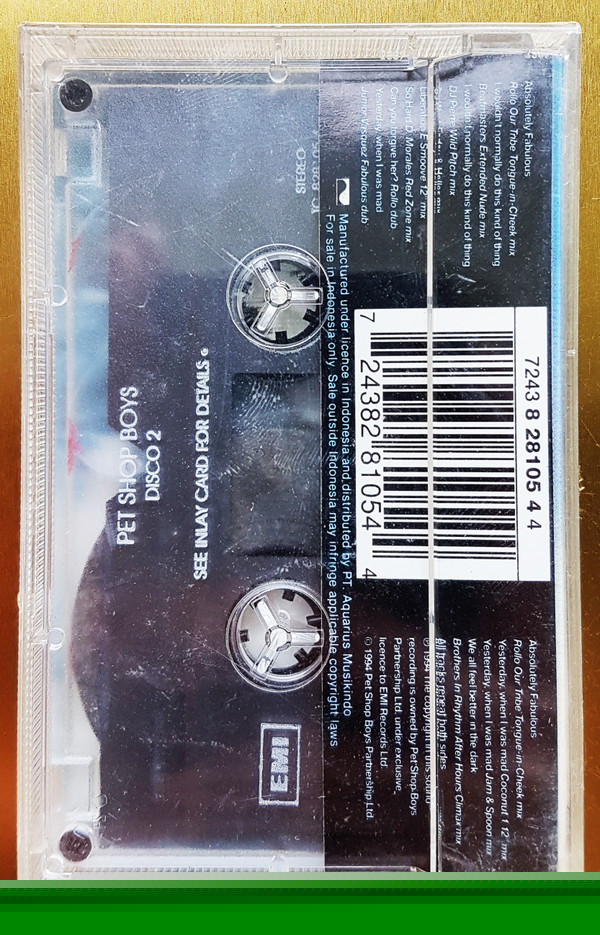 Absolutely Fabulous
Rollo Our Tribe Tongue-in-Cheek mix
I wouldn't normally do this kind of thing
Beatmasters Extended Nude mix
I wouldn't normally do this kind of thing
DJ Pierre Wild Pitch mix
E Smoove 12" mix
So Hard D. Morales Red Zone mix
Can you forgive her? Rollo dub
Yesterday, when I was mad
Junior Vasquez Fabulous dub
7243 8 28105 4 4
7 24382 81054 4
Absolutely Fabulous
Rollo Our Tribe Tongue-in-Cheek mix
Yesterday, when I was mad Coconut 1 12" mix
Yesterday, when I was mad Jam & Spoon mix
We all feel better in the dark
Brothers In Rhythm After Hours Climax mix
All tracks repeat both sides
℗ 1994 The copyright in this sound
recording is owned by Pet Shop Boys
Partnership Ltd. under exclusive
licence to EMI Records Ltd.
© 1994 Pet Shop Boys Partnership Ltd.
Manufactured under licence in Indonesia and distributed by PT. Aquarius Musikindo
For sale in Indonesia only. Sale outside Indonesia may infringe applicable copyright laws
STEREO
PET SHOP BOYS
DISCO 2
SEE INLAY CARD FOR DETAILS
EMI